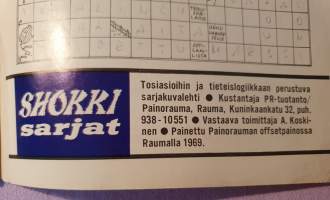 SHOKKI
sarjat
Tosiasioihin ja tieteislogiikkaan perustuva
sarjakuvalehti ● Kustantaja PR-tuotanto/
Painorauma, Rauma, Kuninkaankatu 32, puh.
938-10551 ● Vastaava toimittaja A. Koski-
nen ● Painettu Painorauman offsetpainossa
Raumalla 1969.